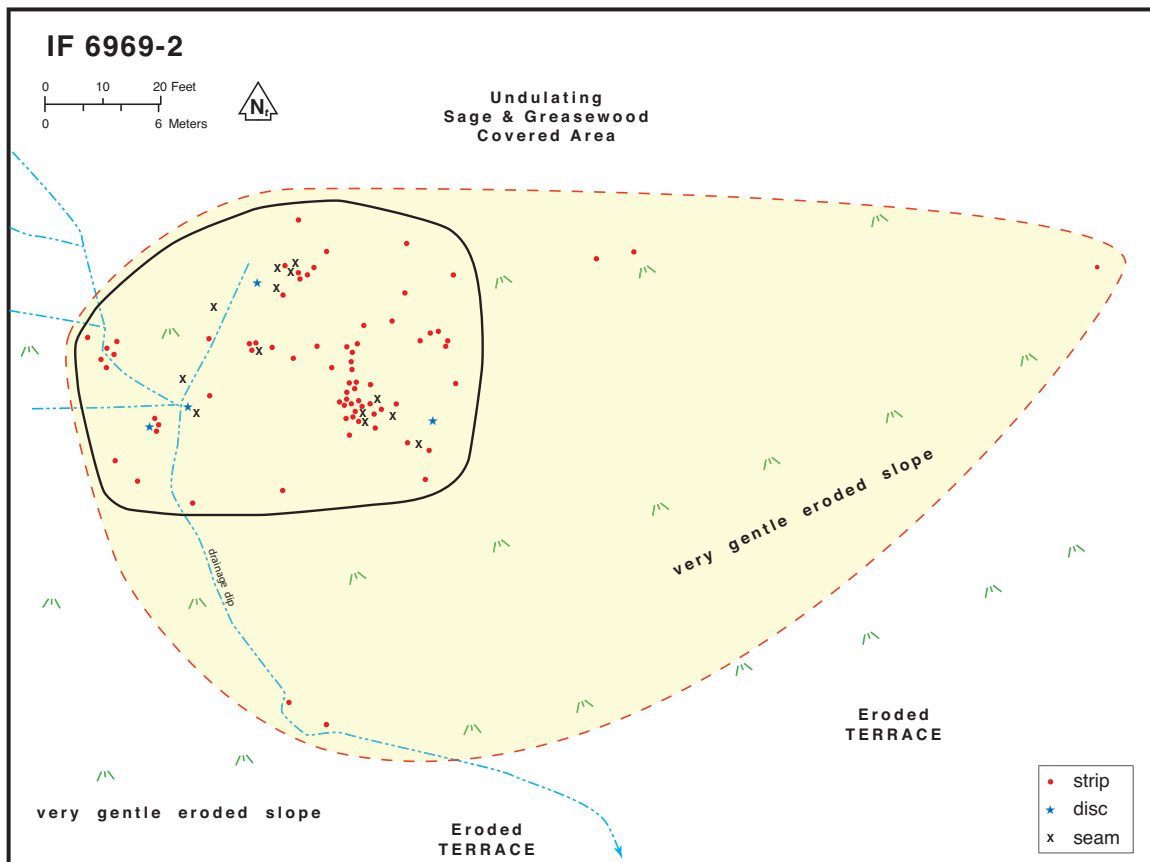 IF 6969-2
0 10 20 Feet
0 6 Meters
Nt
Undulating
Sage & Greasewood
Covered Area
x x
x
x
x
x
x
x
x
x
x
x
x
x
very gentle eroded slope
drainage dip
Eroded
TERRACE
very gentle eroded slope
Eroded
TERRACE
strip
disc
x seam